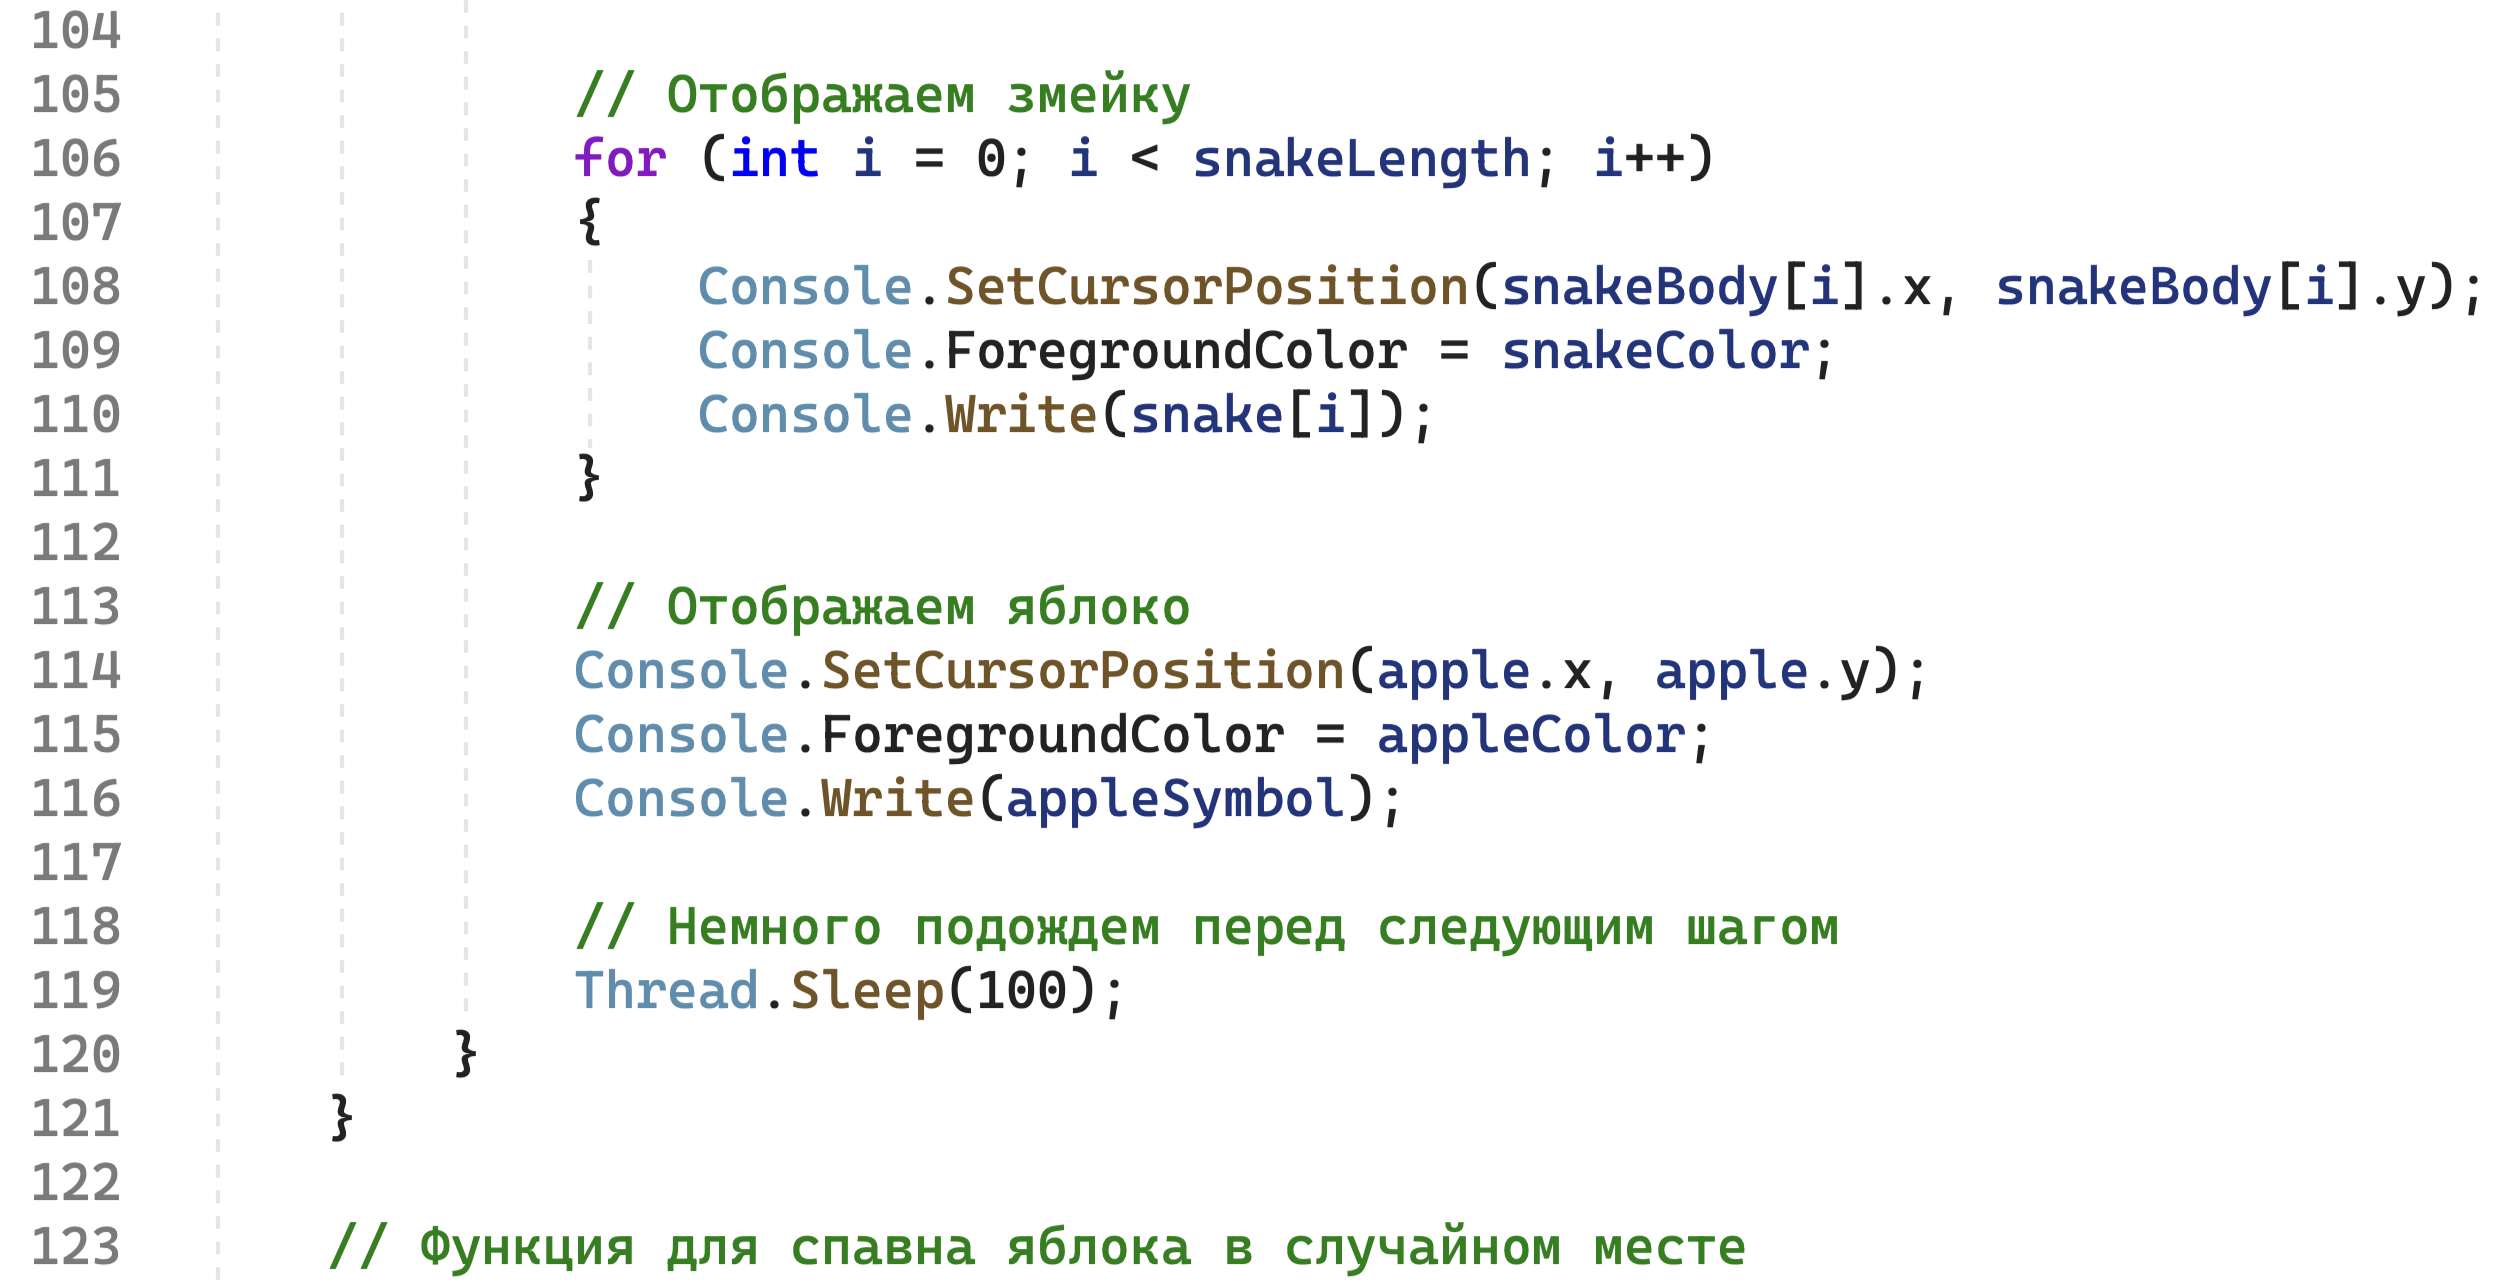 104
105 // Отображаем змейку
106 for (int i = 0; i < snakeLength; i++)
107 {
108 Console.SetCursorPosition(snakeBody[i].x, snakeBody[i].y);
109 Console.ForegroundColor = snakeColor;
110 Console.Write(snake[i]);
111 }
112
113 // Отображаем яблоко
114 Console.SetCursorPosition(apple.x, apple.y);
115 Console.ForegroundColor = appleColor;
116 Console.Write(appleSymbol);
117
118 // Немного подождем перед следующим шагом
119 Thread.Sleep(100);
120 }
121 }
122
123 // Функция для спавна яблока в случайном месте